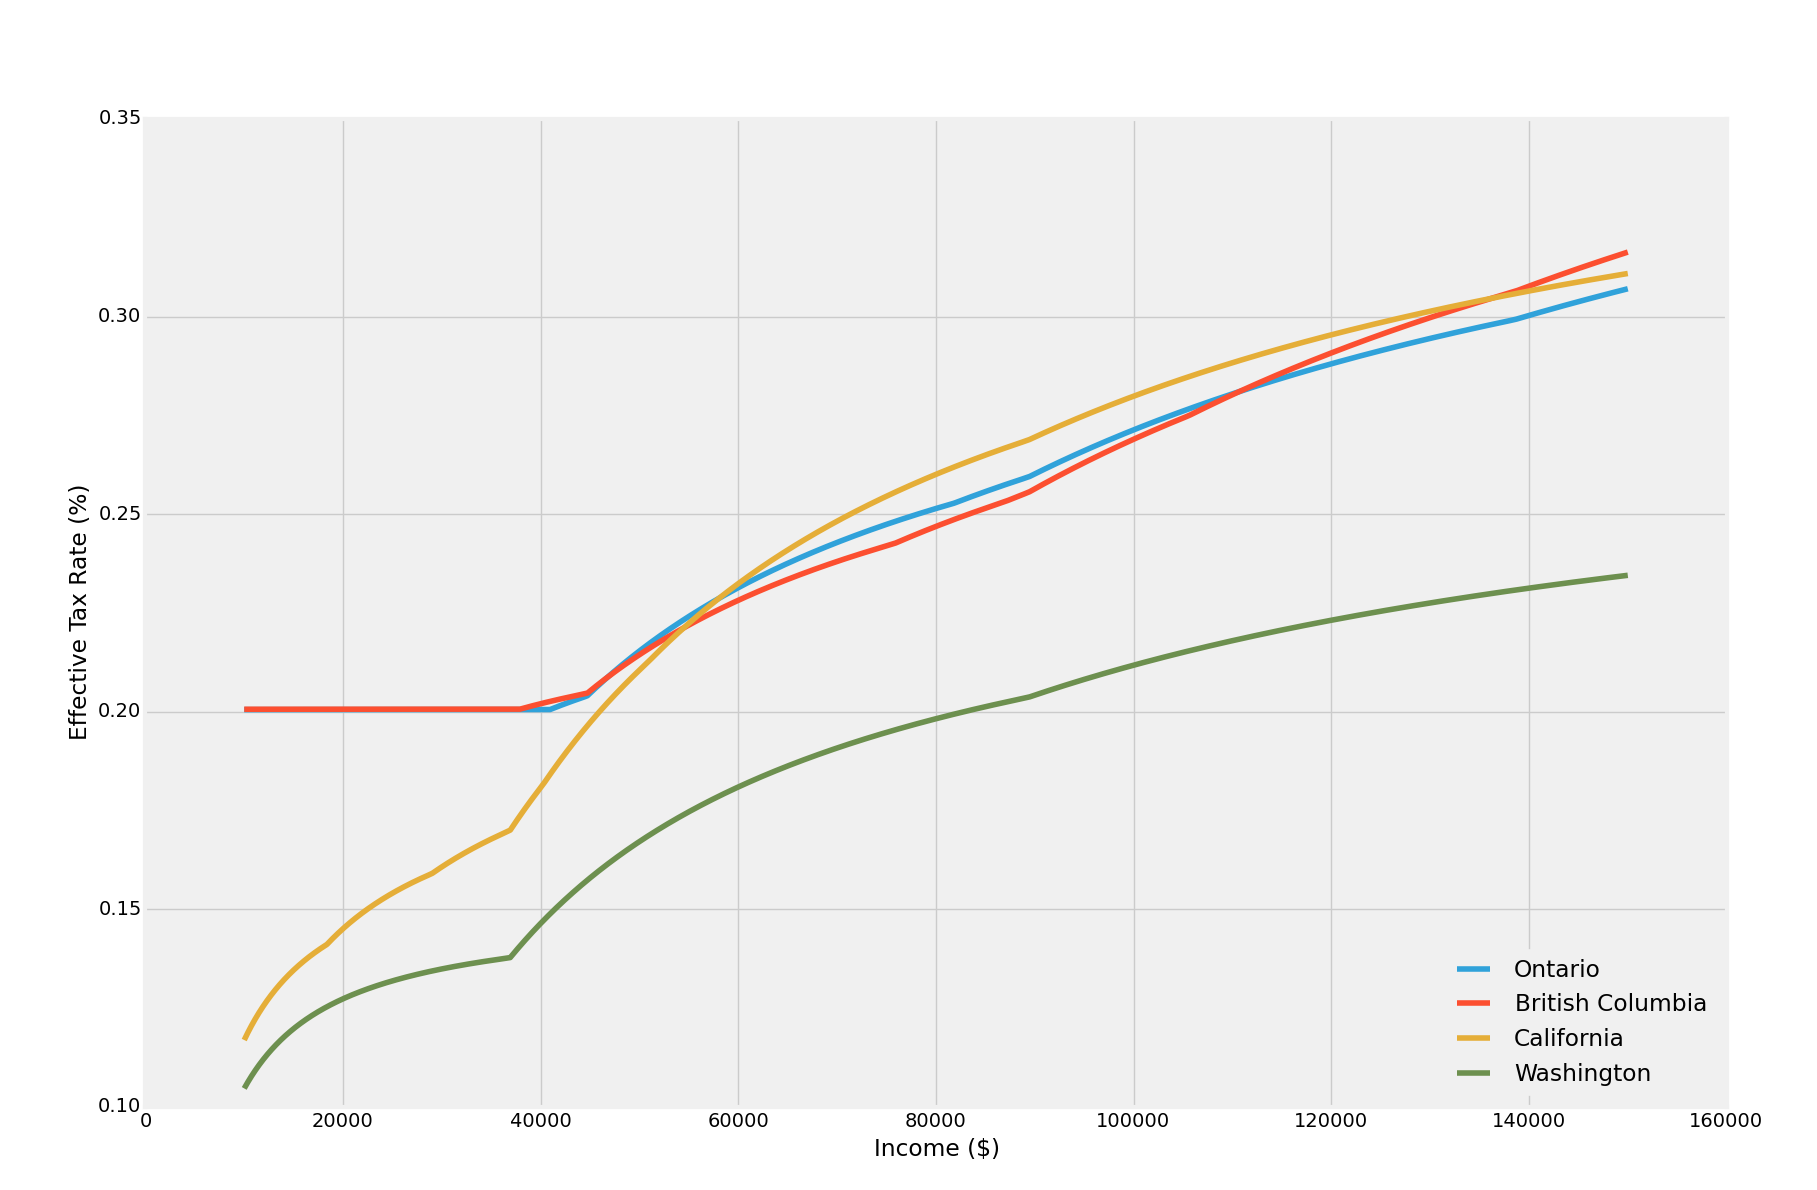 0.35
0.30
0.25
0.20
0.15
0.10
Effective Tax Rate (%)
0 20000 40000 60000 80000 100000 120000 140000 160000
Income ($)
Ontario
British Columbia
California
Washington